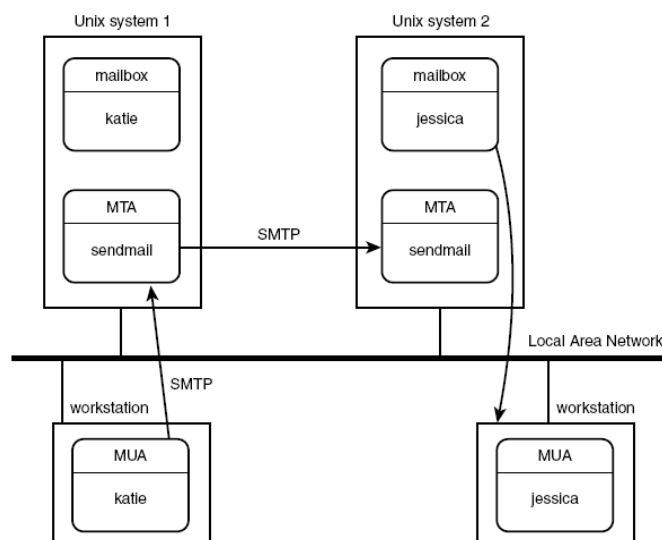 Unix system 1
Unix system 2
mailbox
katie
mailbox
jessica
MTA
sendmail
SMTP
MTA
sendmail
Local Area Network
SMTP
workstation
workstation
MUA
katie
MUA
jessica